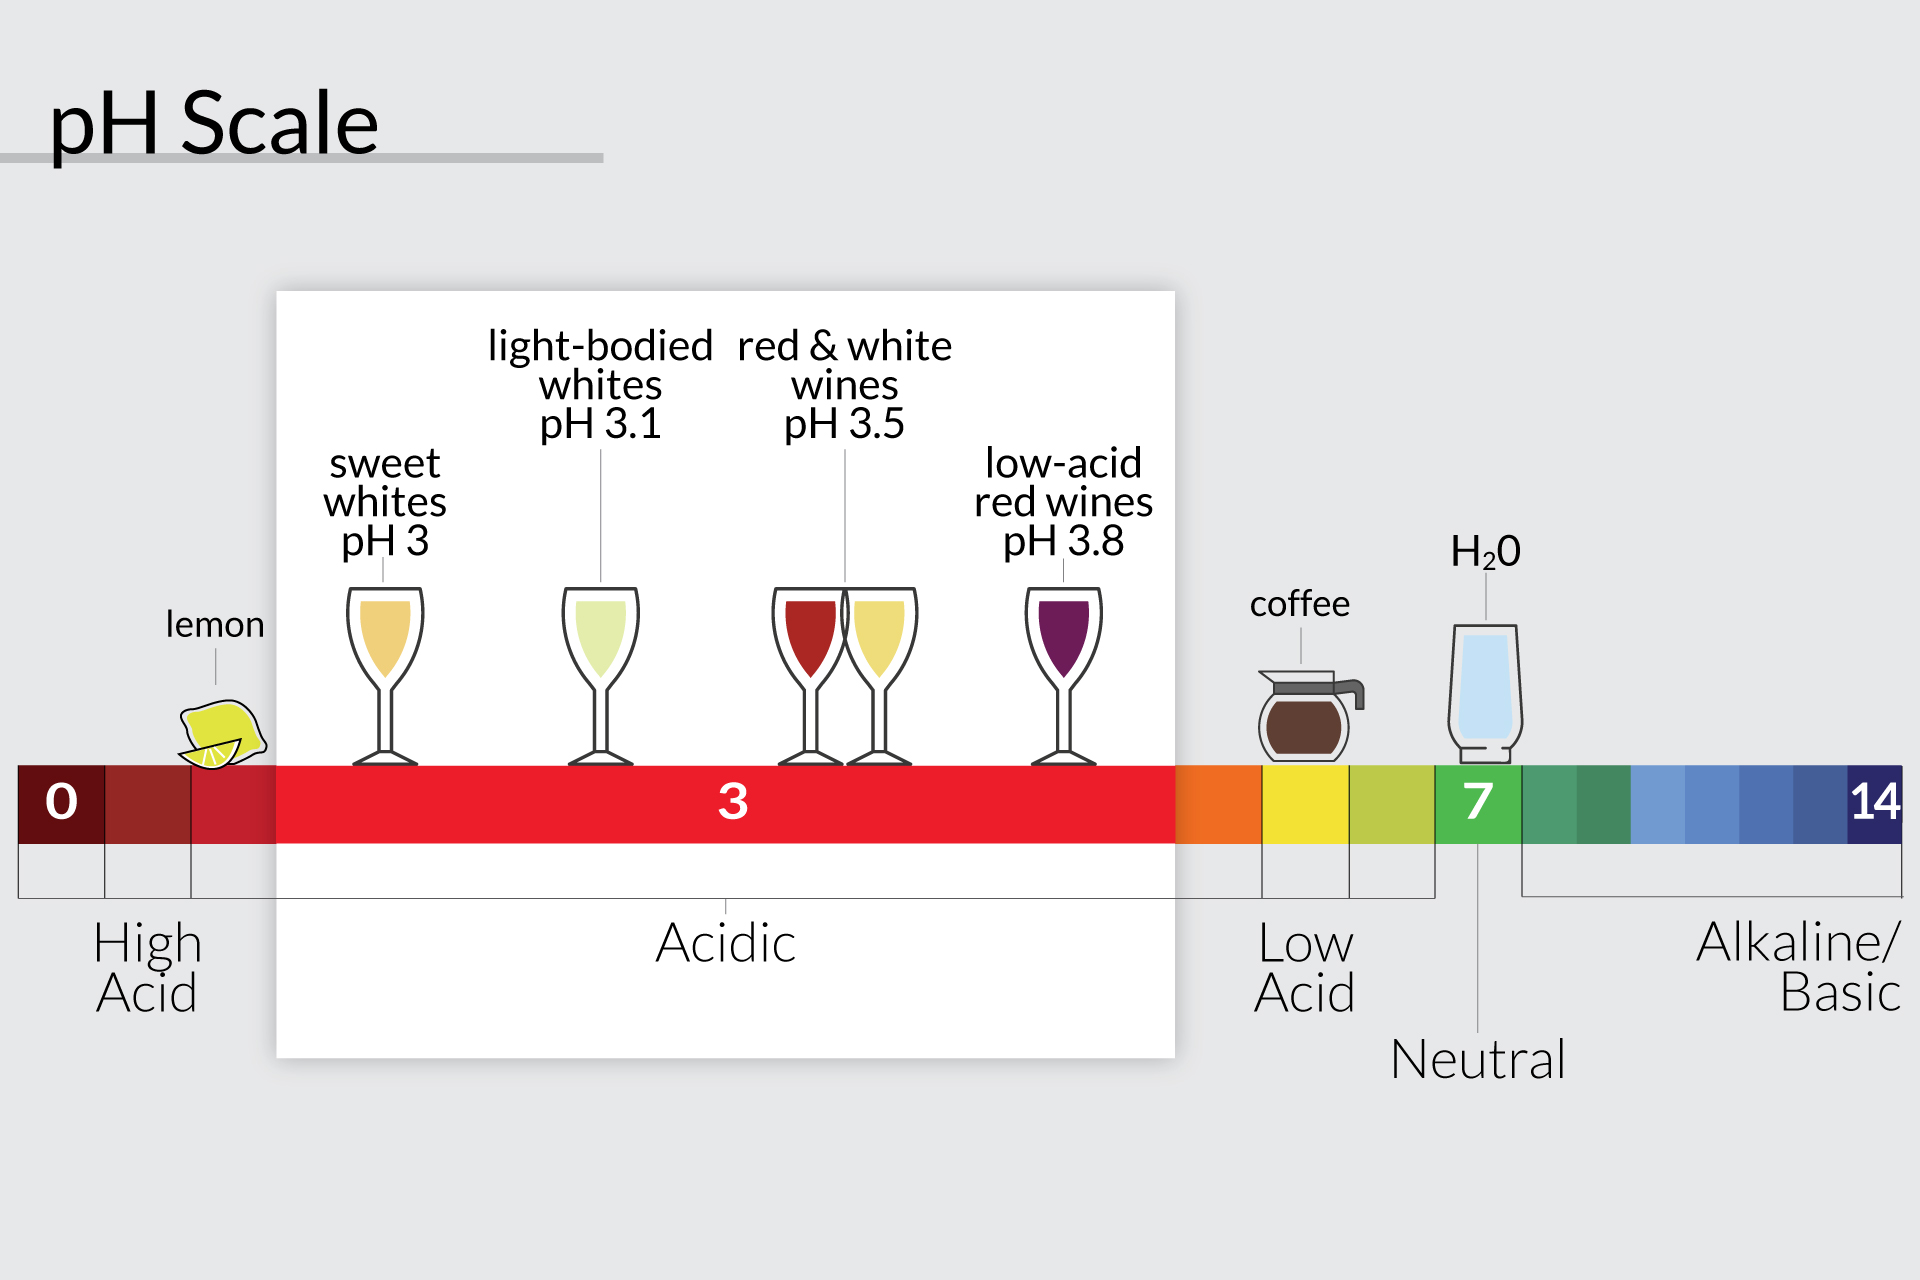 pH Scale
light-bodied
whites
pH 3.1
red & white
wines
pH 3.5
sweet
whites
pH 3
low-acid
red wines
pH 3.8
lemon
coffee
H₂0
0
3
7
14
High
Acid
Acidic
Low
Acid
Neutral
Alkaline/
Basic